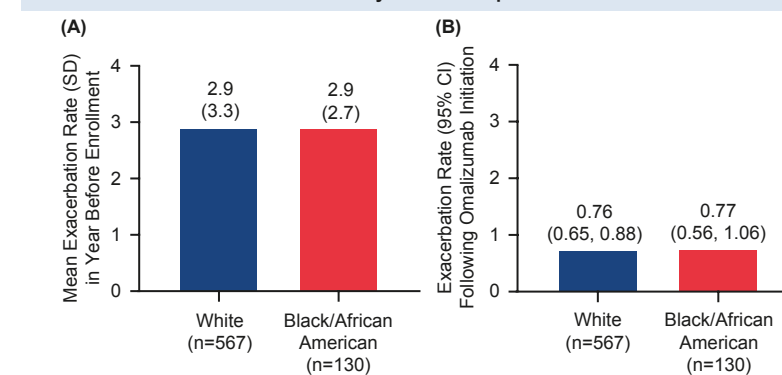 (A)
Mean Exacerbation Rate (SD)
in Year Before Enrollment
4
3
2
1
0
2.9
(3.3)
2.9
(2.7)
White
(n=567)
Black/African
American
(n=130)
(B)
Exacerbation Rate (95% CI)
Following Omalizumab Initiation
4
3
2
1
0
0.76
(0.65, 0.88)
0.77
(0.56, 1.06)
White
(n=567)
Black/African
American
(n=130)